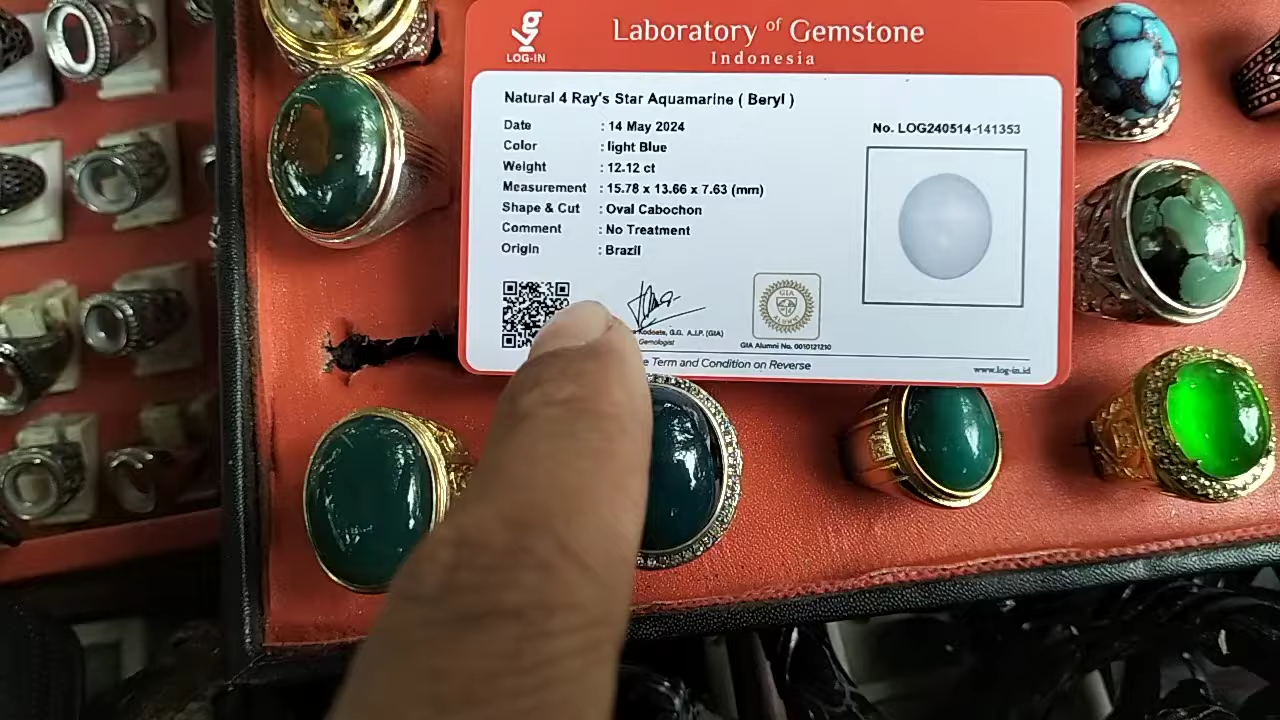 LOG-IN
Laboratory of Gemstone
Indonesia
Natural 4 Ray's Star Aquamarine ( Beryl )
Date : 14 May 2024
Color : light Blue
Weight : 12.12 ct
Measurement : 15.78 x 13.66 x 7.63 (mm)
Shape & Cut : Oval Cabochon
Comment : No Treatment
Origin : Brazil
No. LOG240514-141353
G.G. A.J.P. (GIA)
Gemologist
GIA
GIA Alumni No. 0010121210
Term and Condition on Reverse
www.log-in.id